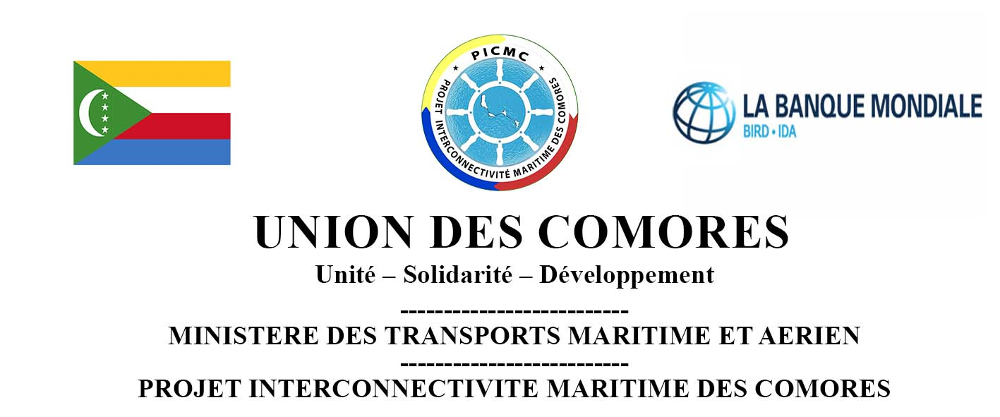 PICMC
PROJET INTERCONNECTIVITÉ MARITIME DES COMORES
LA BANQUE MONDIALE
BIRD • IDA
UNION DES COMORES
Unité – Solidarité – Développement
--------------------------
MINISTERE DES TRANSPORTS MARITIME ET AERIEN
--------------------------
PROJET INTERCONNECTIVITE MARITIME DES COMORES